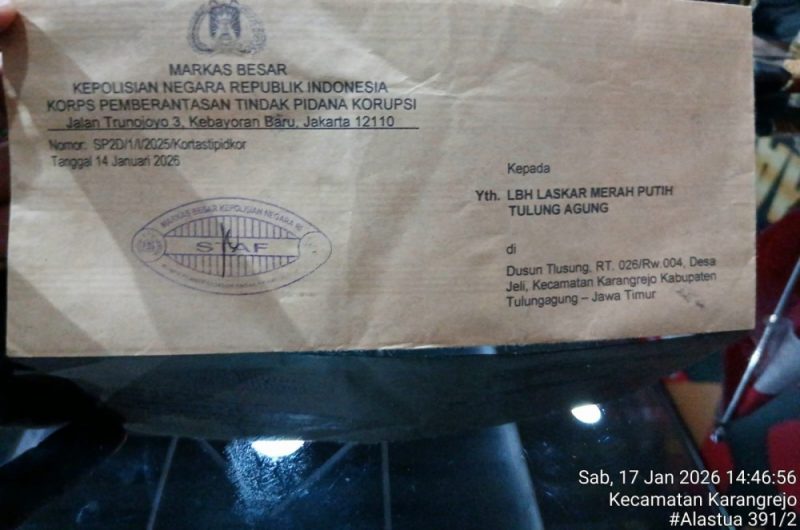 MARKAS BESAR
KEPOLISIAN NEGARA REPUBLIK INDONESIA
KORPS PEMBERANTASAN TINDAK PIDANA KORUPSI
Jalan Trunojoyo 3, Kebayoran Baru, Jakarta 12110
Nomor: SP2D/1/I/2025/Kortastipidkor
Tanggal 14 Januari 2026
MARKAS BESAR KEPOLISIAN NEGARA
STAF
Kepada
Yth. LBH LASKAR MERAH PUTIH
TULUNG AGUNG
di
Dusun Tlusung, RT. 026/Rw.004, Desa
Jeli, Kecamatan Karangrejo Kabupaten
Tulungagung – Jawa Timur
Sab, 17 Jan 2026 14:46:56
Kecamatan Karangrejo
#Alastua 391/2